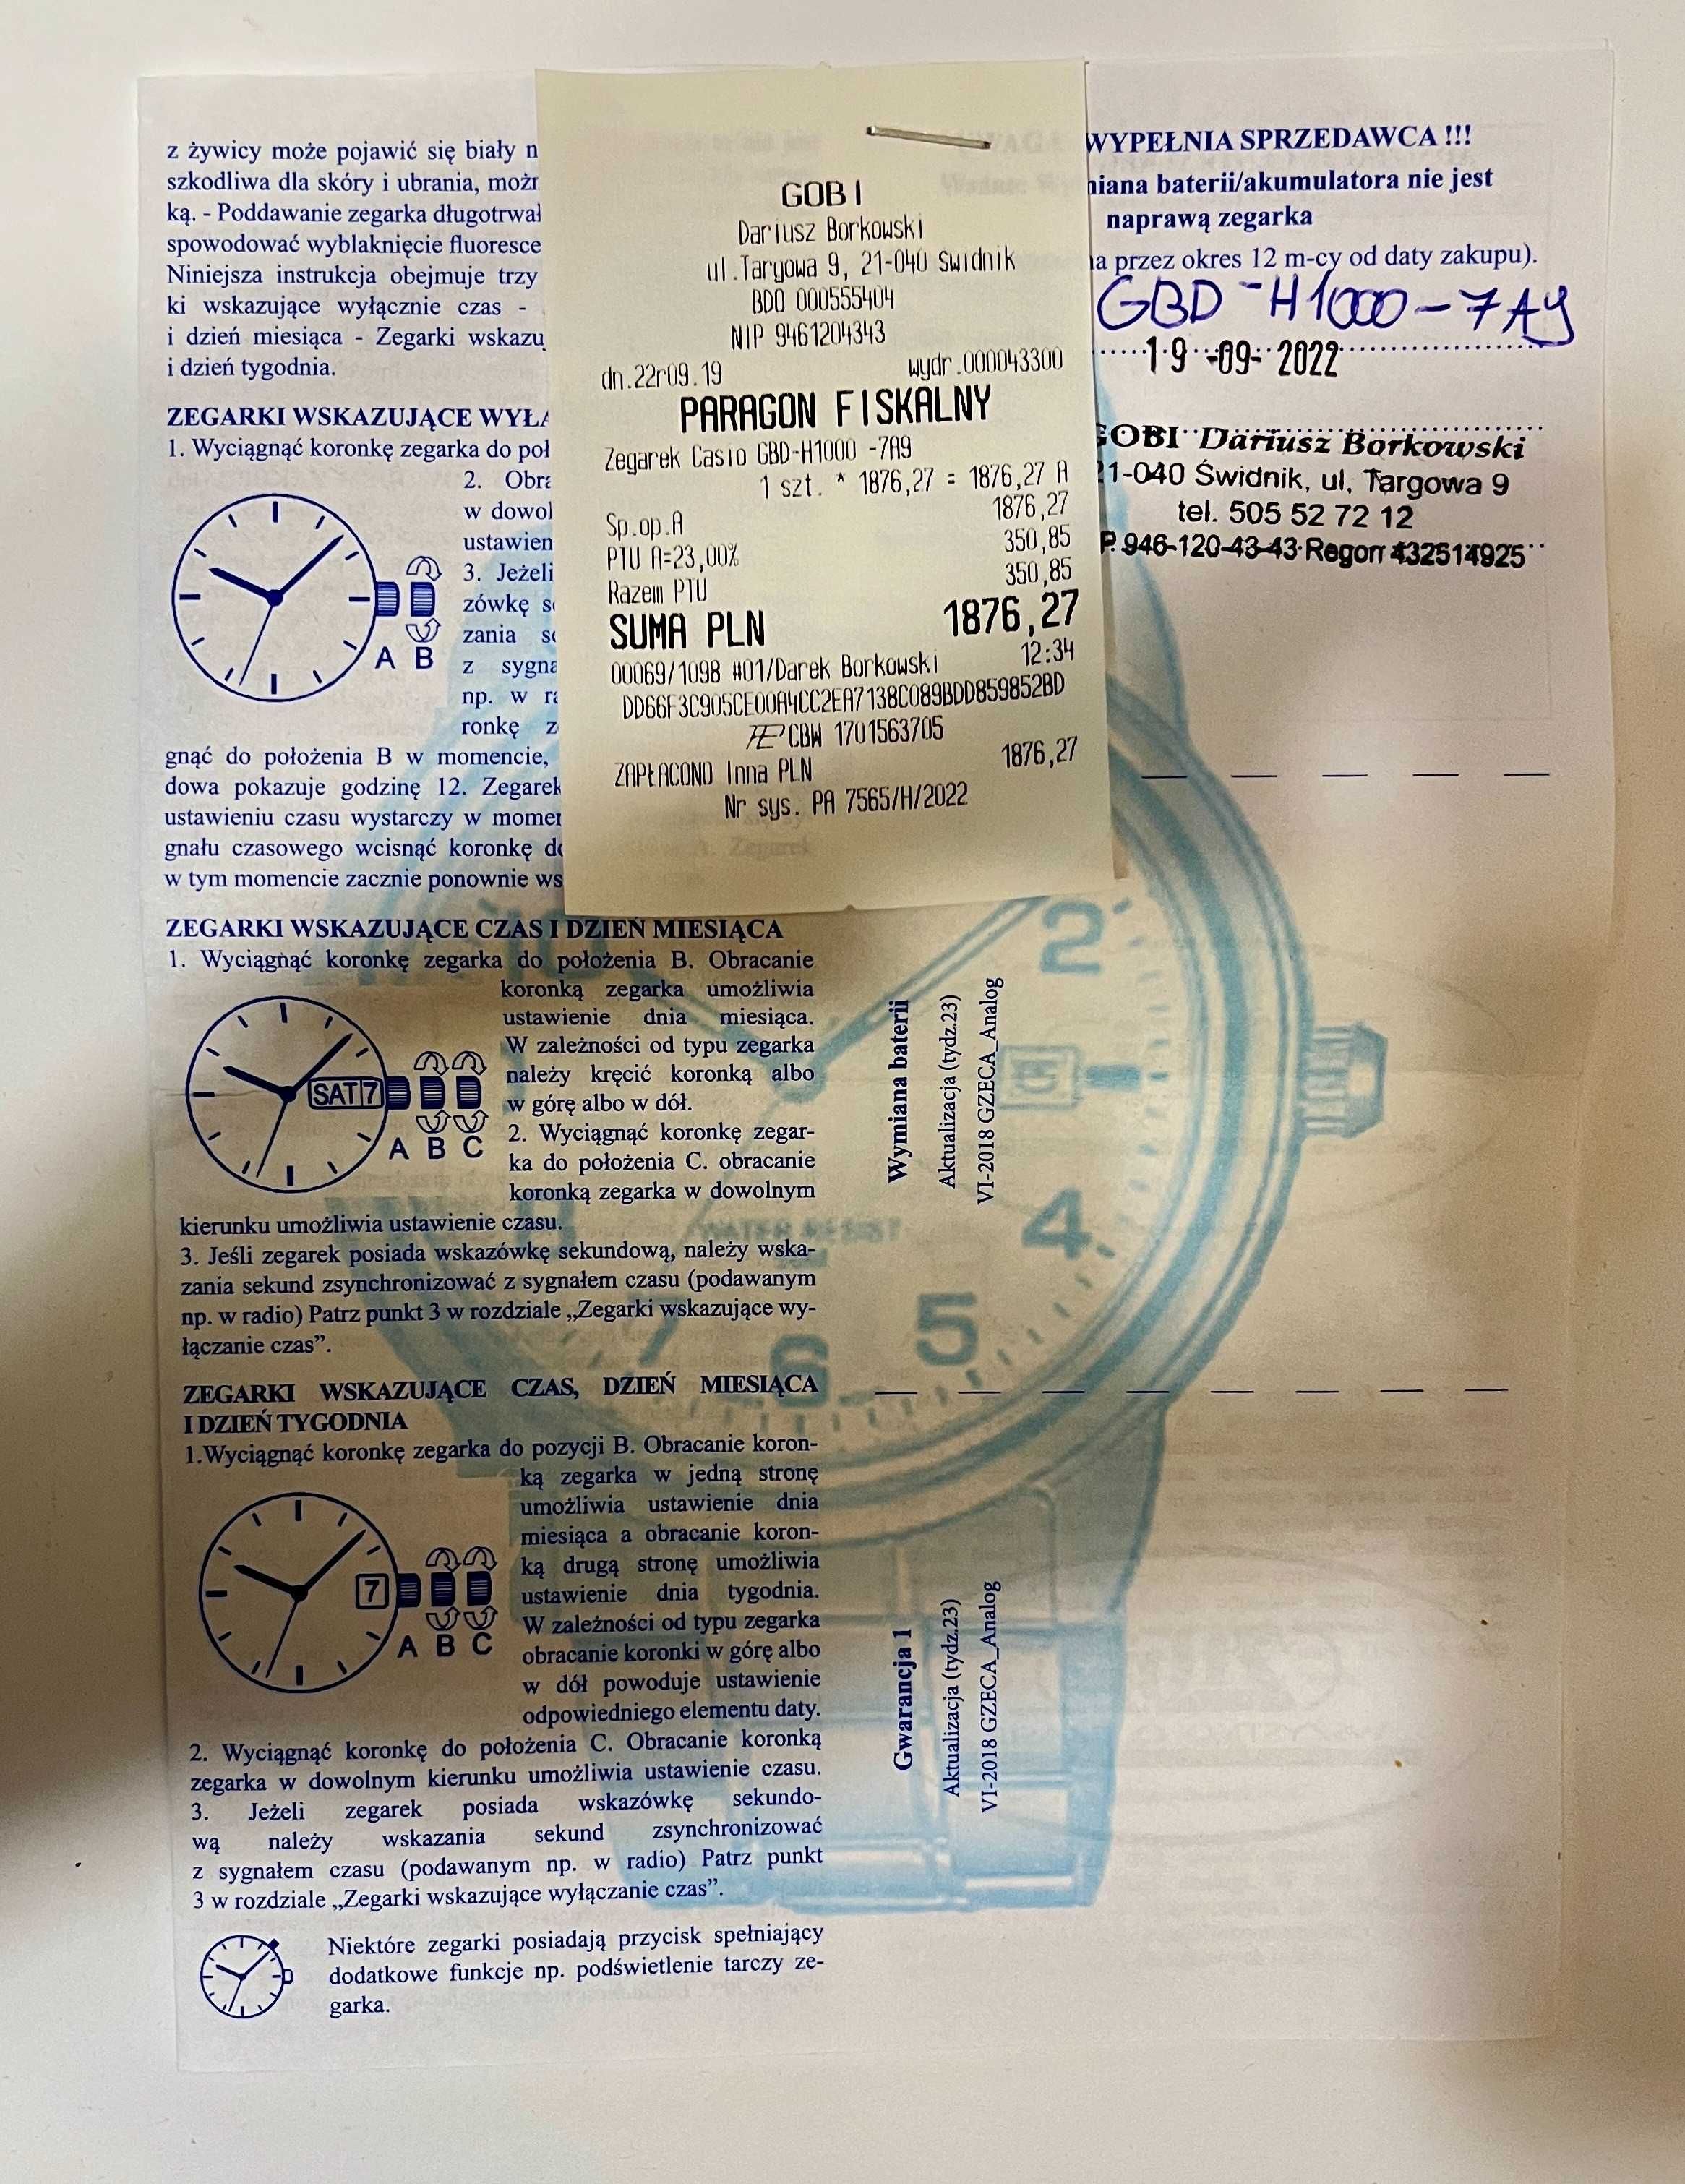 z żywicy może pojawić się biały n
szkodliwa dla skóry i ubrania, możn
ką. - Poddawanie zegarka długotrwał
spowodować wyblaknięcie fluoresce
Niniejsza instrukcja obejmuje trzy
ki wskazujące wyłącznie czas -
i dzień miesiąca - Zegarki wskazu
i dzień tygodnia.
ZEGARKI WSKAZUJĄCE WYŁA
1. Wyciągnąć koronkę zegarka do poł
2. Obra
w dowol
ustawien
3. Jeżeli
zówkę se
zania se
z sygna
np. w ra
ronkę z
A B
gnąć do położenia B w momencie,
dowa pokazuje godzinę 12. Zegarek
ustawieniu czasu wystarczy w momen
gnału czasowego wcisnąć koronkę do
w tym momencie zacznie ponownie ws
ZEGARKI WSKAZUJĄCE CZAS I DZIEŃ MIESIĄCA
1. Wyciągnąć koronkę zegarka do położenia B. Obracanie
koronką zegarka umożliwia
ustawienie dnia miesiąca.
W zależności od typu zegarka
należy kręcić koronką albo
w górę albo w dół.
2. Wyciągnąć koronkę zegar-
ka do położenia C. obracanie
koronką zegarka w dowolnym
SAT 7
A B C
kierunku umożliwia ustawienie czasu.
3. Jeśli zegarek posiada wskazówkę sekundową, należy wska-
zania sekund zsynchronizować z sygnałem czasu (podawanym
np. w radio) Patrz punkt 3 w rozdziale „Zegarki wskazujące wy-
łączanie czas”.
ZEGARKI WSKAZUJĄCE CZAS, DZIEŃ MIESIĄCA
I DZIEŃ TYGODNIA
1.Wyciągnąć koronkę zegarka do pozycji B. Obracanie koron-
ką zegarka w jedną stronę
umożliwia ustawienie dnia
miesiąca a obracanie koron-
ką drugą stronę umożliwia
ustawienie dnia tygodnia.
W zależności od typu zegarka
obracanie koronki w górę albo
w dół powoduje ustawienie
odpowiedniego elementu daty.
7
A B C
2. Wyciągnąć koronkę do położenia C. Obracanie koronką
zegarka w dowolnym kierunku umożliwia ustawienie czasu.
3. Jeżeli zegarek posiada wskazówkę sekundo-
wą należy wskazania sekund zsynchronizować
z sygnałem czasu (podawanym np. w radio) Patrz punkt
3 w rozdziale „Zegarki wskazujące wyłączanie czas”.
Niektóre zegarki posiadają przycisk spełniający
dodatkowe funkcje np. podświetlenie tarczy ze-
garka.
GOBI
Dariusz Borkowski
ul.Targowa 9, 21-040 Świdnik
BDO 000555404
NIP 9461204343
dn.22r09.19 wydr.000043300
PARAGON FISKALNY
Zegarek Casio GBD-H1000 -7A9
1 szt. * 1876,27 = 1876,27 A
Sp.op.A 1876,27
PTU A=23,00% 350,85
Razem PTU 350,85
SUMA PLN 1876,27
00069/1098 #01/Darek Borkowski 12:34
DD66F3C905CE00A4CC2EA7138C089BDD859852BD
CBW 1701563705
ZAPŁACONO Inna PLN 1876,27
Nr sys. PA 7565/H/2022
WYPEŁNIA SPRZEDAWCA !!!
miana baterii/akumulatora nie jest
naprawą zegarka
na przez okres 12 m-cy od daty zakupu).
GBD-H1000-7A9
19 -09- 2022
GOBI Dariusz Borkowski
21-040 Świdnik, ul, Targowa 9
tel. 505 52 72 12
P. 946-120-43-43 Regon 432514925
Wymiana baterii
Aktualizacja (tydz.23)
VI-2018 GZECA_Analog
Gwarancja 1
Aktualizacja (tydz.23)
VI-2018 GZECA_Analog
2
4
5
6
7
WATER RESIST